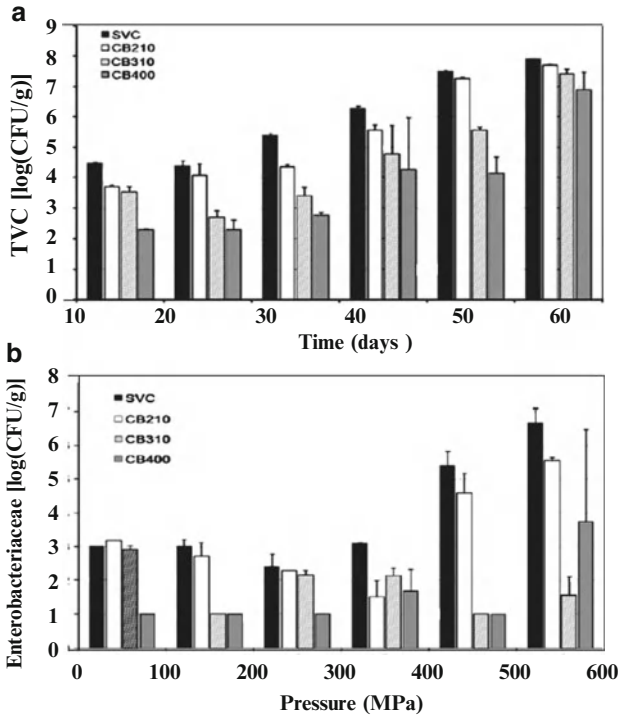 a
SVC
CB210
CB310
CB400
TVC [log(CFU/g)]
9
8
7
6
5
4
3
2
1
0
10 20 30 40 50 60
Time (days )
b
SVC
CB210
CB310
CB400
Enterobacteriaceae [log(CFU/g)]
8
7
6
5
4
3
2
1
0
0 100 200 300 400 500 600
Pressure (MPa)